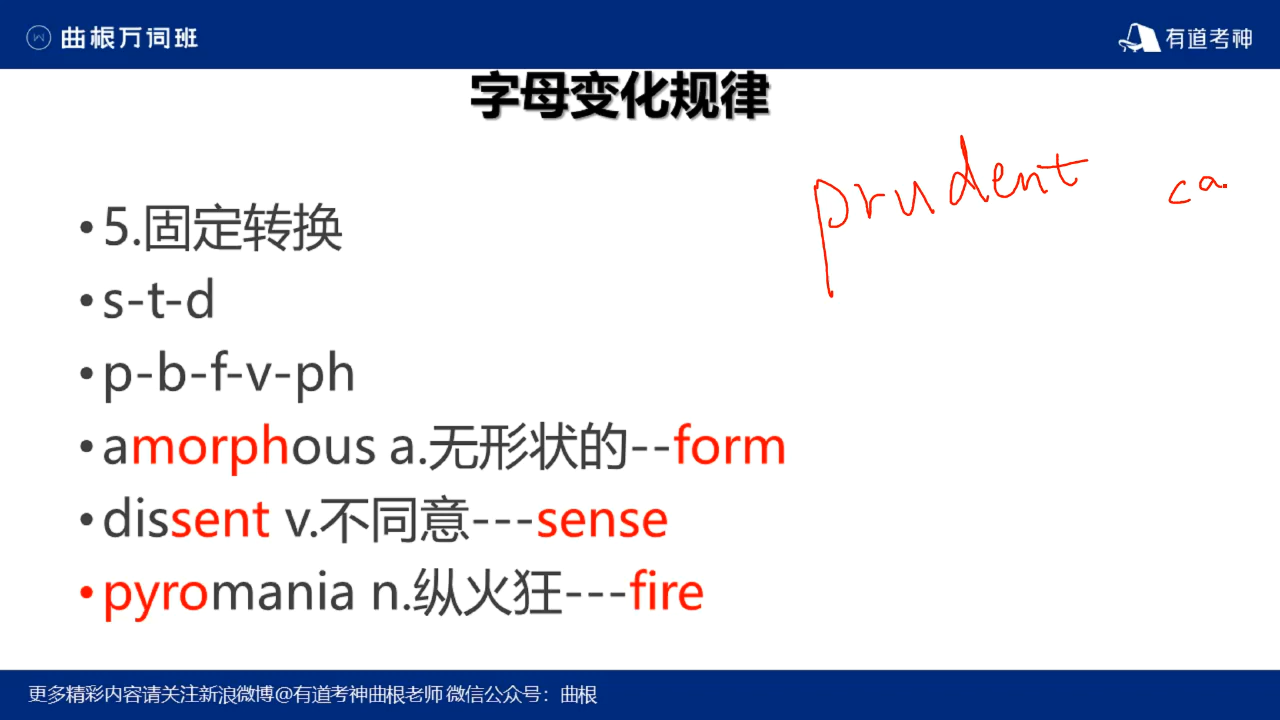 曲根万词班
有道考神
字母变化规律
prudent ca
•5.固定转换
•s-t-d
•p-b-f-v-ph
•amorphous a.无形状的--form
•dissent v.不同意---sense
•pyromania n.纵火狂---fire
更多精彩内容请关注新浪微博@有道考神曲根老师 微信公众号：曲根